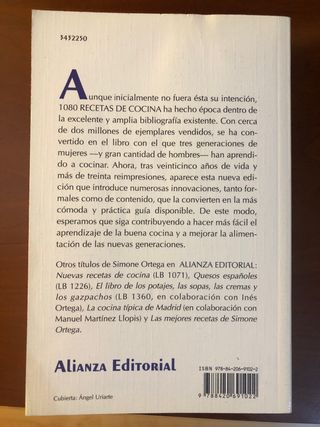 3432250
Aunque inicialmente no fuera ésta su intención,
1080 RECETAS DE COCINA ha hecho época dentro de
la excelente y amplia bibliografía existente. Con cerca
de dos millones de ejemplares vendidos, se ha
convertido en el libro con el que tres generaciones de
mujeres —y gran cantidad de hombres— han aprendi-
do a cocinar. Ahora, tras veinticinco años de vida y
más de treinta reimpresiones, aparece esta nueva edi-
ción que introduce numerosas innovaciones, tanto for-
males como de contenido, que la convierten en la más
cómoda y práctica guía disponible. De este modo,
esperamos que siga contribuyendo a hacer más fácil el
aprendizaje de la buena cocina y a mejorar la alimenta-
ción de las nuevas generaciones.
Otros títulos de Simone Ortega en ALIANZA EDITORIAL:
Nuevas recetas de cocina (LB 1071), Quesos españoles
(LB 1226), El libro de los potajes, las sopas, las cremas y
los gazpachos (LB 1360, en colaboración con Inés
Ortega), La cocina típica de Madrid (en colaboración con
Manuel Martínez Llopis) y Las mejores recetas de Simone
Ortega.
Alianza Editorial
ISBN 978-84-206-9102-2
9 788420 691022
Cubierta: Ángel Uriarte